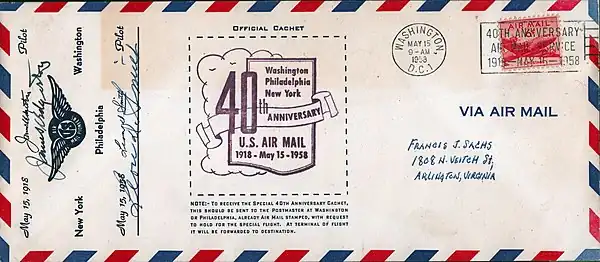 May 15, 1918
Pilot
New York
Philadelphia
Washington
May 15, 1958
Pilot
OFFICIAL CACHET
Washington
Philadelphia
New York
40th ANNIVERSARY
U.S. AIR MAIL
1918 - May 15 - 1958
NOTE:- TO RECEIVE THE SPECIAL 40TH ANNIVERSARY CACHET,
THIS SHOULD BE SENT TO THE POSTMASTER AT WASHINGTON
OR PHILADELPHIA, ALREADY AIR MAIL STAMPED, WITH REQUEST
TO HOLD FOR THE SPECIAL FLIGHT. AT TERMINAL OF FLIGHT
IT WILL BE FORWARDED TO DESTINATION.
WASHINGTON,
MAY 15
9 - AM
1958
D.C.
AIR MAIL
40TH ANNIVERSARY
AIR MAIL SERVICE
1918 MAY 15 1958
VIA AIR MAIL
FRANCIS J. SACHS
1808 N. VEITCH ST,
ARLINGTON, VIRGINIA